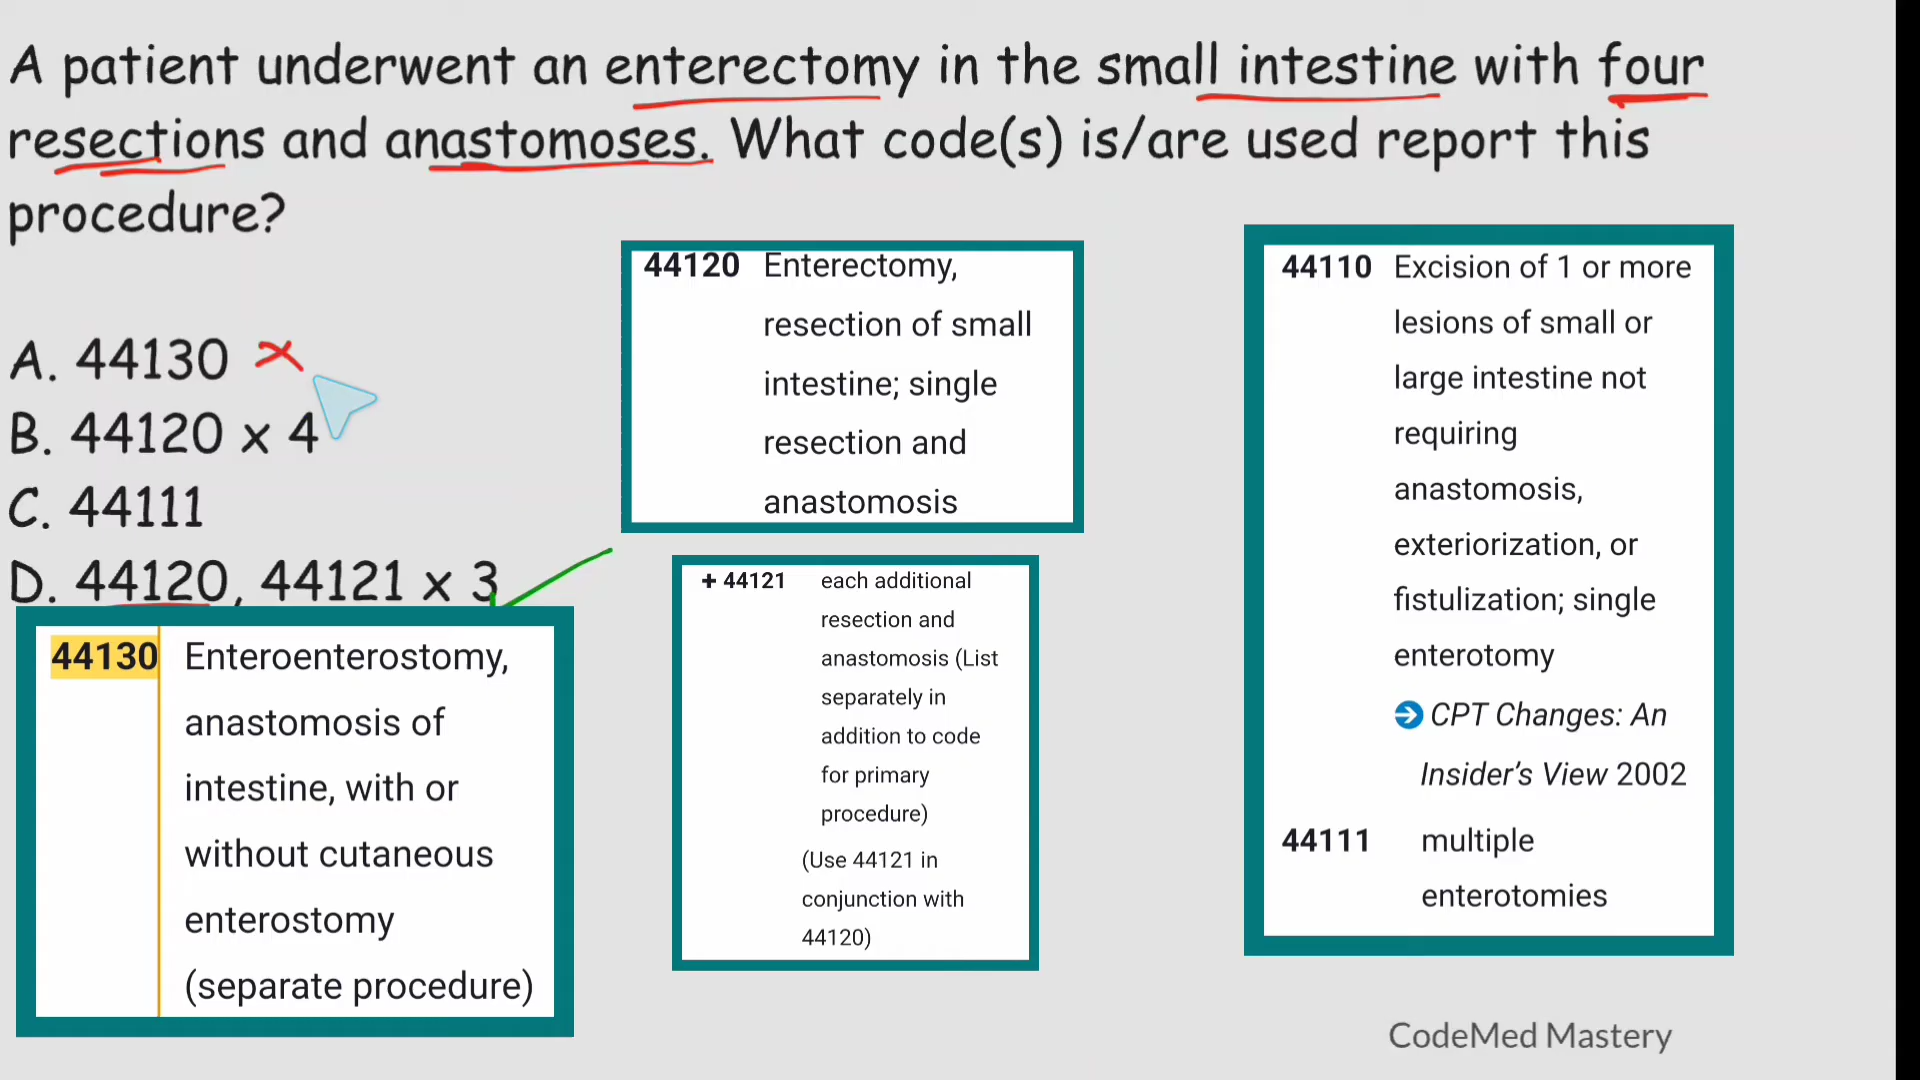 A patient underwent an enterectomy in the small intestine with four
resections and anastomoses. What code(s) is/are used report this
procedure?
A. 44130
B. 44120 x 4
C. 44111
D. 44120, 44121 x 3
44120 Enterectomy,
resection of small
intestine; single
resection and
anastomosis
+ 44121 each additional
resection and
anastomosis (List
separately in
addition to code
for primary
procedure)
(Use 44121 in
conjunction with
44120)
44130 Enteroenterostomy,
anastomosis of
intestine, with or
without cutaneous
enterostomy
(separate procedure)
44110 Excision of 1 or more
lesions of small or
large intestine not
requiring
anastomosis,
exteriorization, or
fistulization; single
enterotomy
CPT Changes: An
Insider's View 2002
44111 multiple
enterotomies
CodeMed Mastery